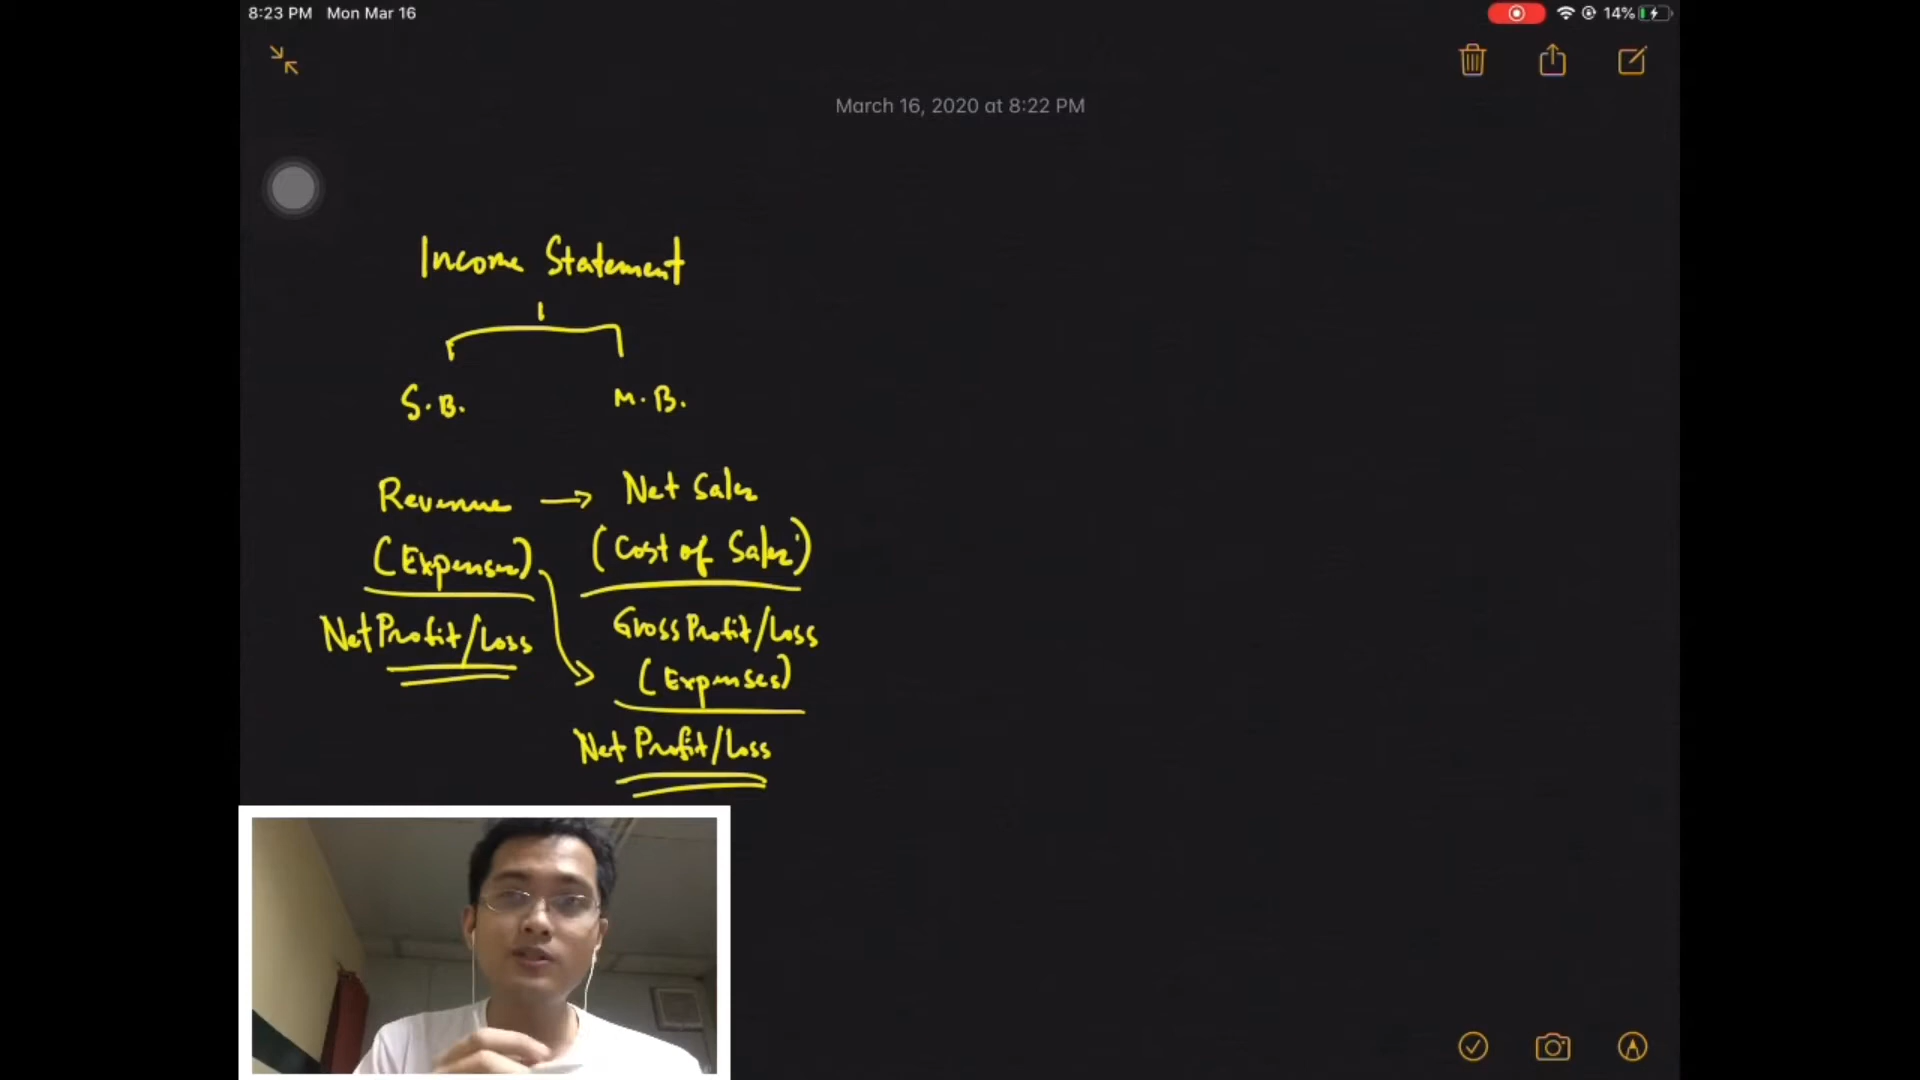 8:23 PM Mon Mar 16
14%
March 16, 2020 at 8:22 PM
Income Statement
S.B.
M.B.
Revenue → Net Sales
(Expenses)
(Cost of Sales)
Net Profit/Loss
Gross Profit/Loss
(Expenses)
Net Profit/Loss